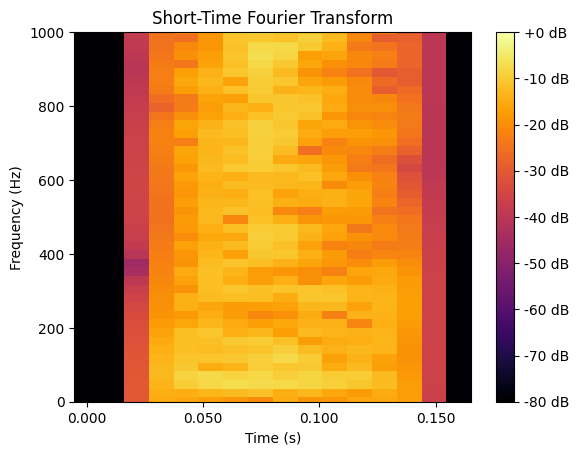 Short-Time Fourier Transform
1000
800
600
400
200
0
Frequency (Hz)
0.000
0.050
0.100
0.150
Time (s)
+0 dB
-10 dB
-20 dB
-30 dB
-40 dB
-50 dB
-60 dB
-70 dB
-80 dB